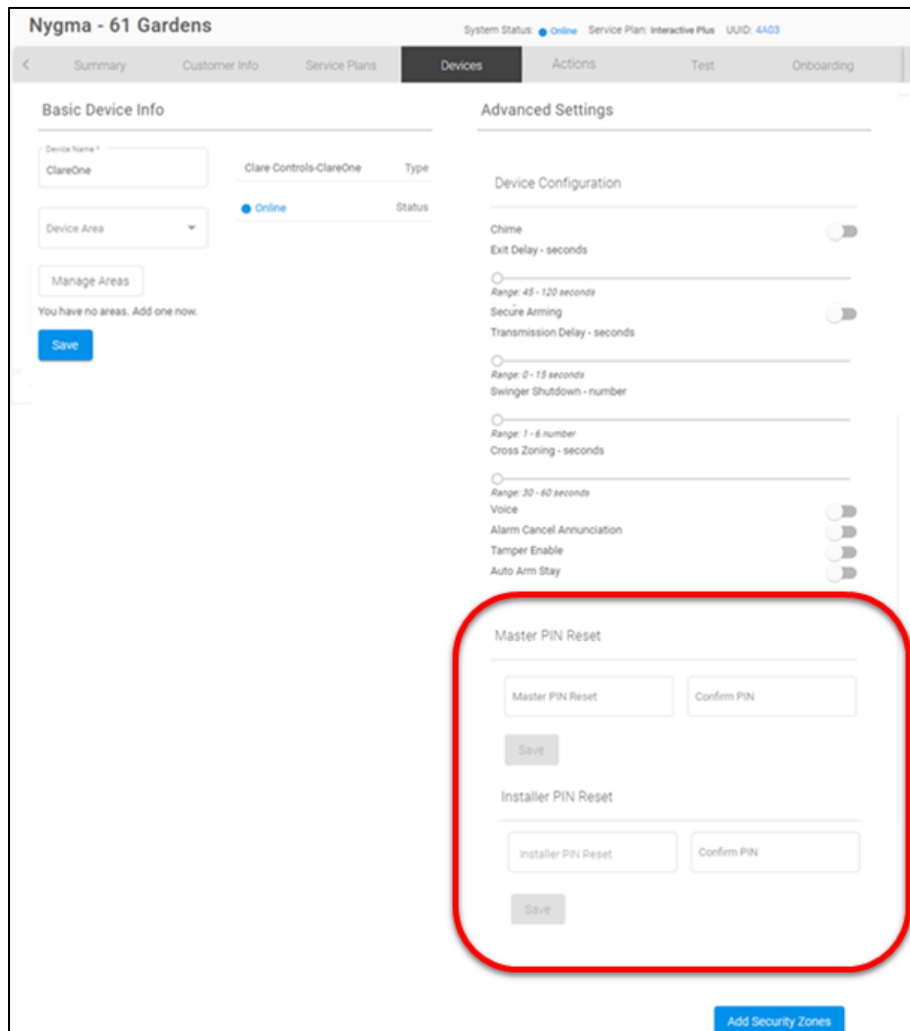 Nygma - 61 Gardens
System Status: Online Service Plan: Interactive Plus UUID: 4A03
< Summary Customer Info Service Plans Devices Actions Test Onboarding
Basic Device Info
Device Name *
ClareOne
Clare Controls-ClareOne Type
Online Status
Device Area
Manage Areas
You have no areas. Add one now.
Save
Advanced Settings
Device Configuration
Chime
Exit Delay - seconds
Range: 45 - 120 seconds
Secure Arming
Transmission Delay - seconds
Range: 0 - 15 seconds
Swinger Shutdown - number
Range: 1 - 6 number
Cross Zoning - seconds
Range: 30 - 60 seconds
Voice
Alarm Cancel Annunciation
Tamper Enable
Auto Arm Stay
Master PIN Reset
Master PIN Reset Confirm PIN
Save
Installer PIN Reset
Installer PIN Reset Confirm PIN
Save
Add Security Zones